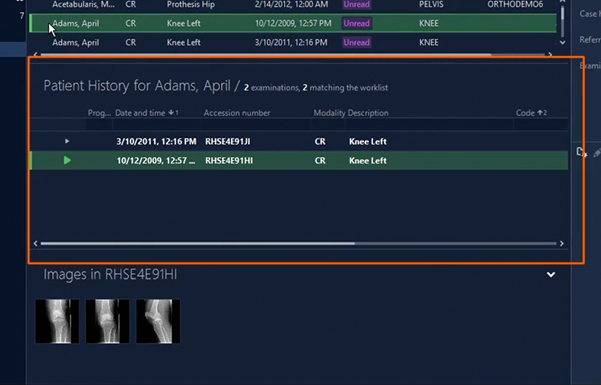 Acetabularis, M... CR Prothesis Hip 2/14/2012, 12:00 AM Unread PELVIS ORTHODEMO6
7 Adams, April CR Knee Left 10/12/2009, 12:57 PM Unread KNEE
Adams, April CR Knee Left 3/10/2011, 12:16 PM Unread KNEE
Case
Referr
Exami
Patient History for Adams, April / 2 examinations, 2 matching the worklist
Prog... Date and time 1 Accession number Modality Description Code 2
3/10/2011, 12:16 PM RHSE4E91JI CR Knee Left
10/12/2009, 12:57 ... RHSE4E91HI CR Knee Left
Images in RHSE4E91HI